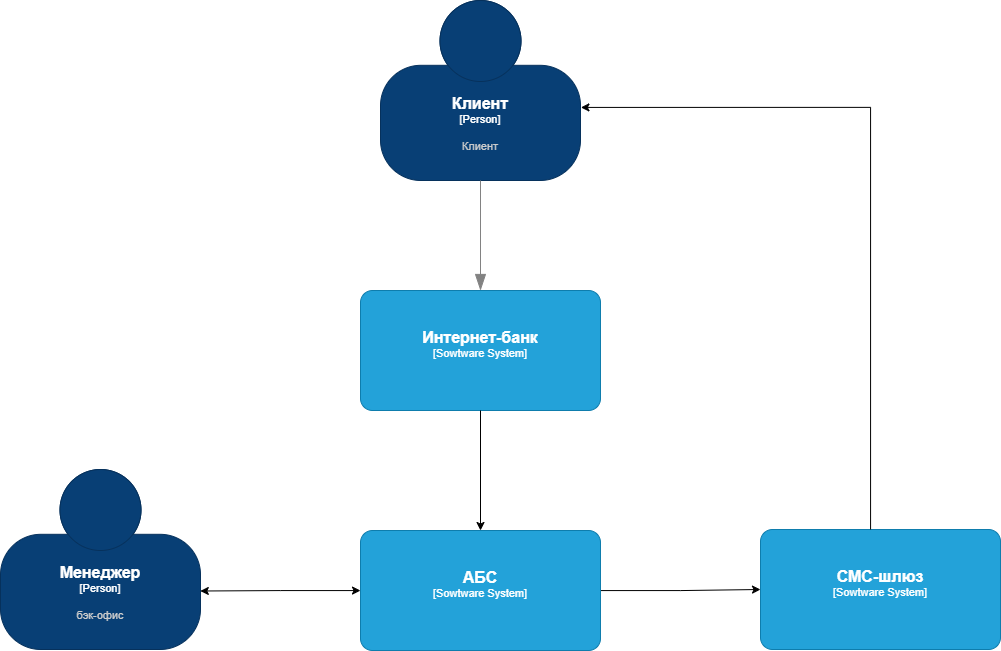 Клиент
[Person]
Клиент
Интернет-банк
[Sowtware System]
Менеджер
[Person]
бэк-офис
АБС
[Sowtware System]
СМС-шлюз
[Sowtware System]